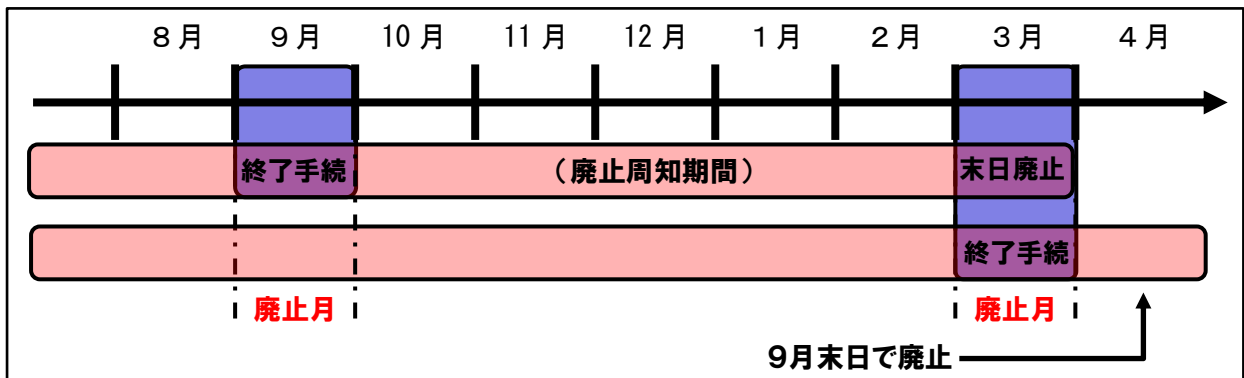 8月 9月 10月 11月 12月 1月 2月 3月 4月
終了手続 （廃止周知期間） 末日廃止
終了手続
廃止月 廃止月
9月末日で廃止